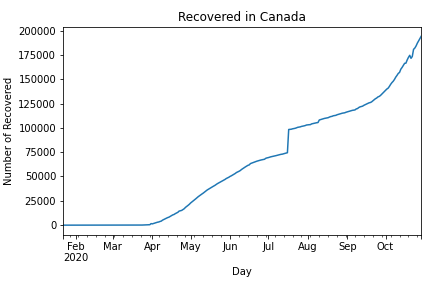 Recovered in Canada
Number of Recovered
200000
175000
150000
125000
100000
75000
50000
25000
0
Feb Mar Apr May Jun Jul Aug Sep Oct
2020
Day